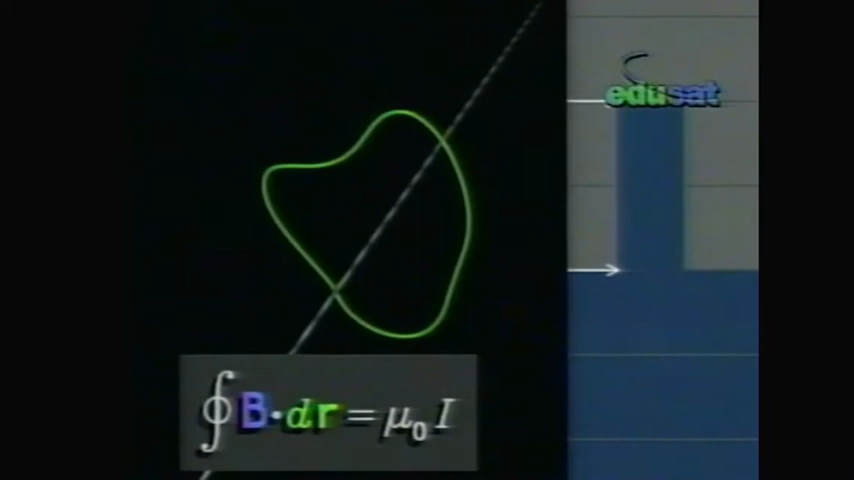 edusat
∮B·dr = μ₀I